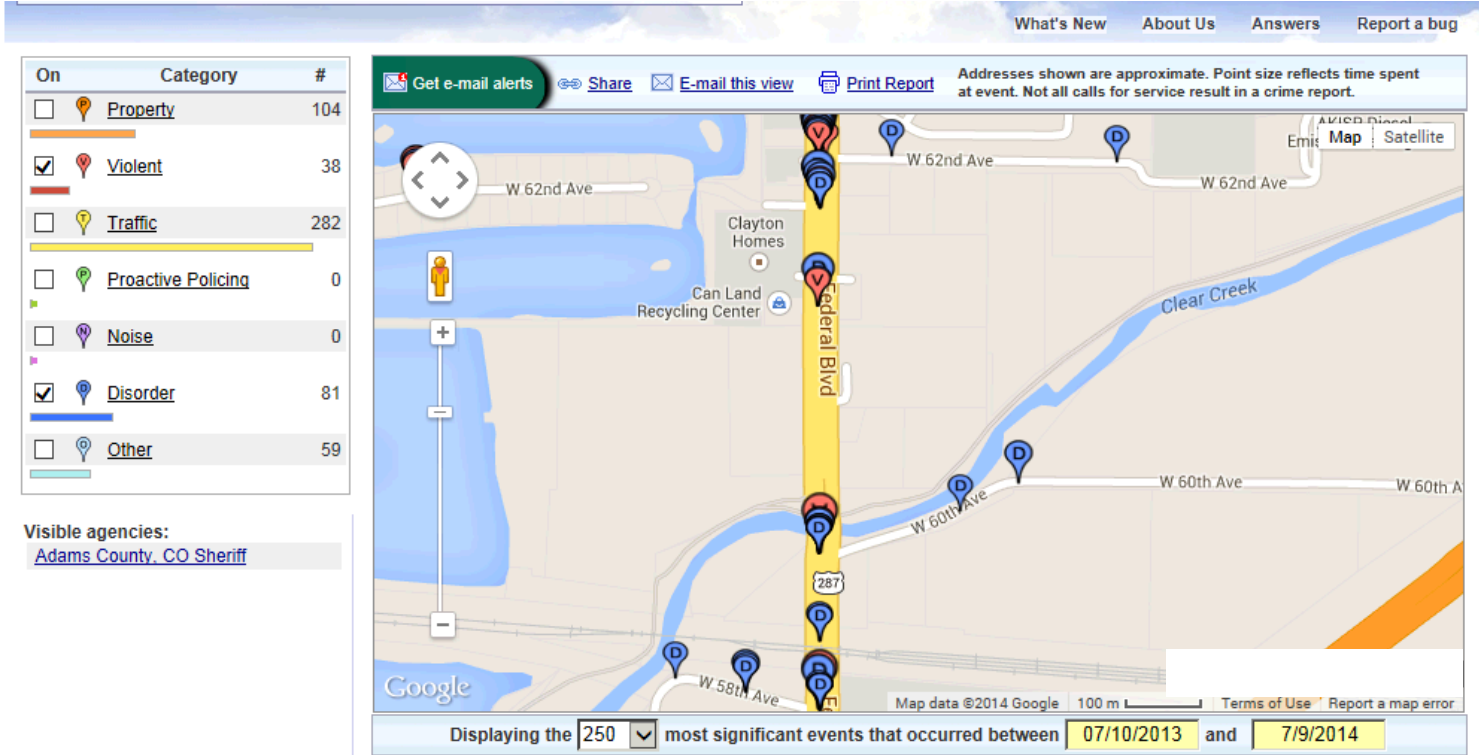 What's New About Us Answers Report a bug
On Category #
P Property 104
V Violent 38
T Traffic 282
P Proactive Policing 0
N Noise 0
D Disorder 81
O Other 59
Visible agencies:
Adams County, CO Sheriff
Get e-mail alerts Share E-mail this view Print Report
Addresses shown are approximate. Point size reflects time spent
at event. Not all calls for service result in a crime report.
V D D
AKISP Diesel
Map Satellite
W 62nd Ave
W 62nd Ave
W 62nd Ave
D
Clayton
Homes
D
V
Can Land
Recycling Center
Federal Blvd
Clear Creek
D
W 60th Ave
W 60th A
D
W 60th Ave
D
287
D
D
D
D
D
W 58th Ave
Google
Map data ©2014 Google 100 m Terms of Use Report a map error
Displaying the 250 most significant events that occurred between 07/10/2013 and 7/9/2014